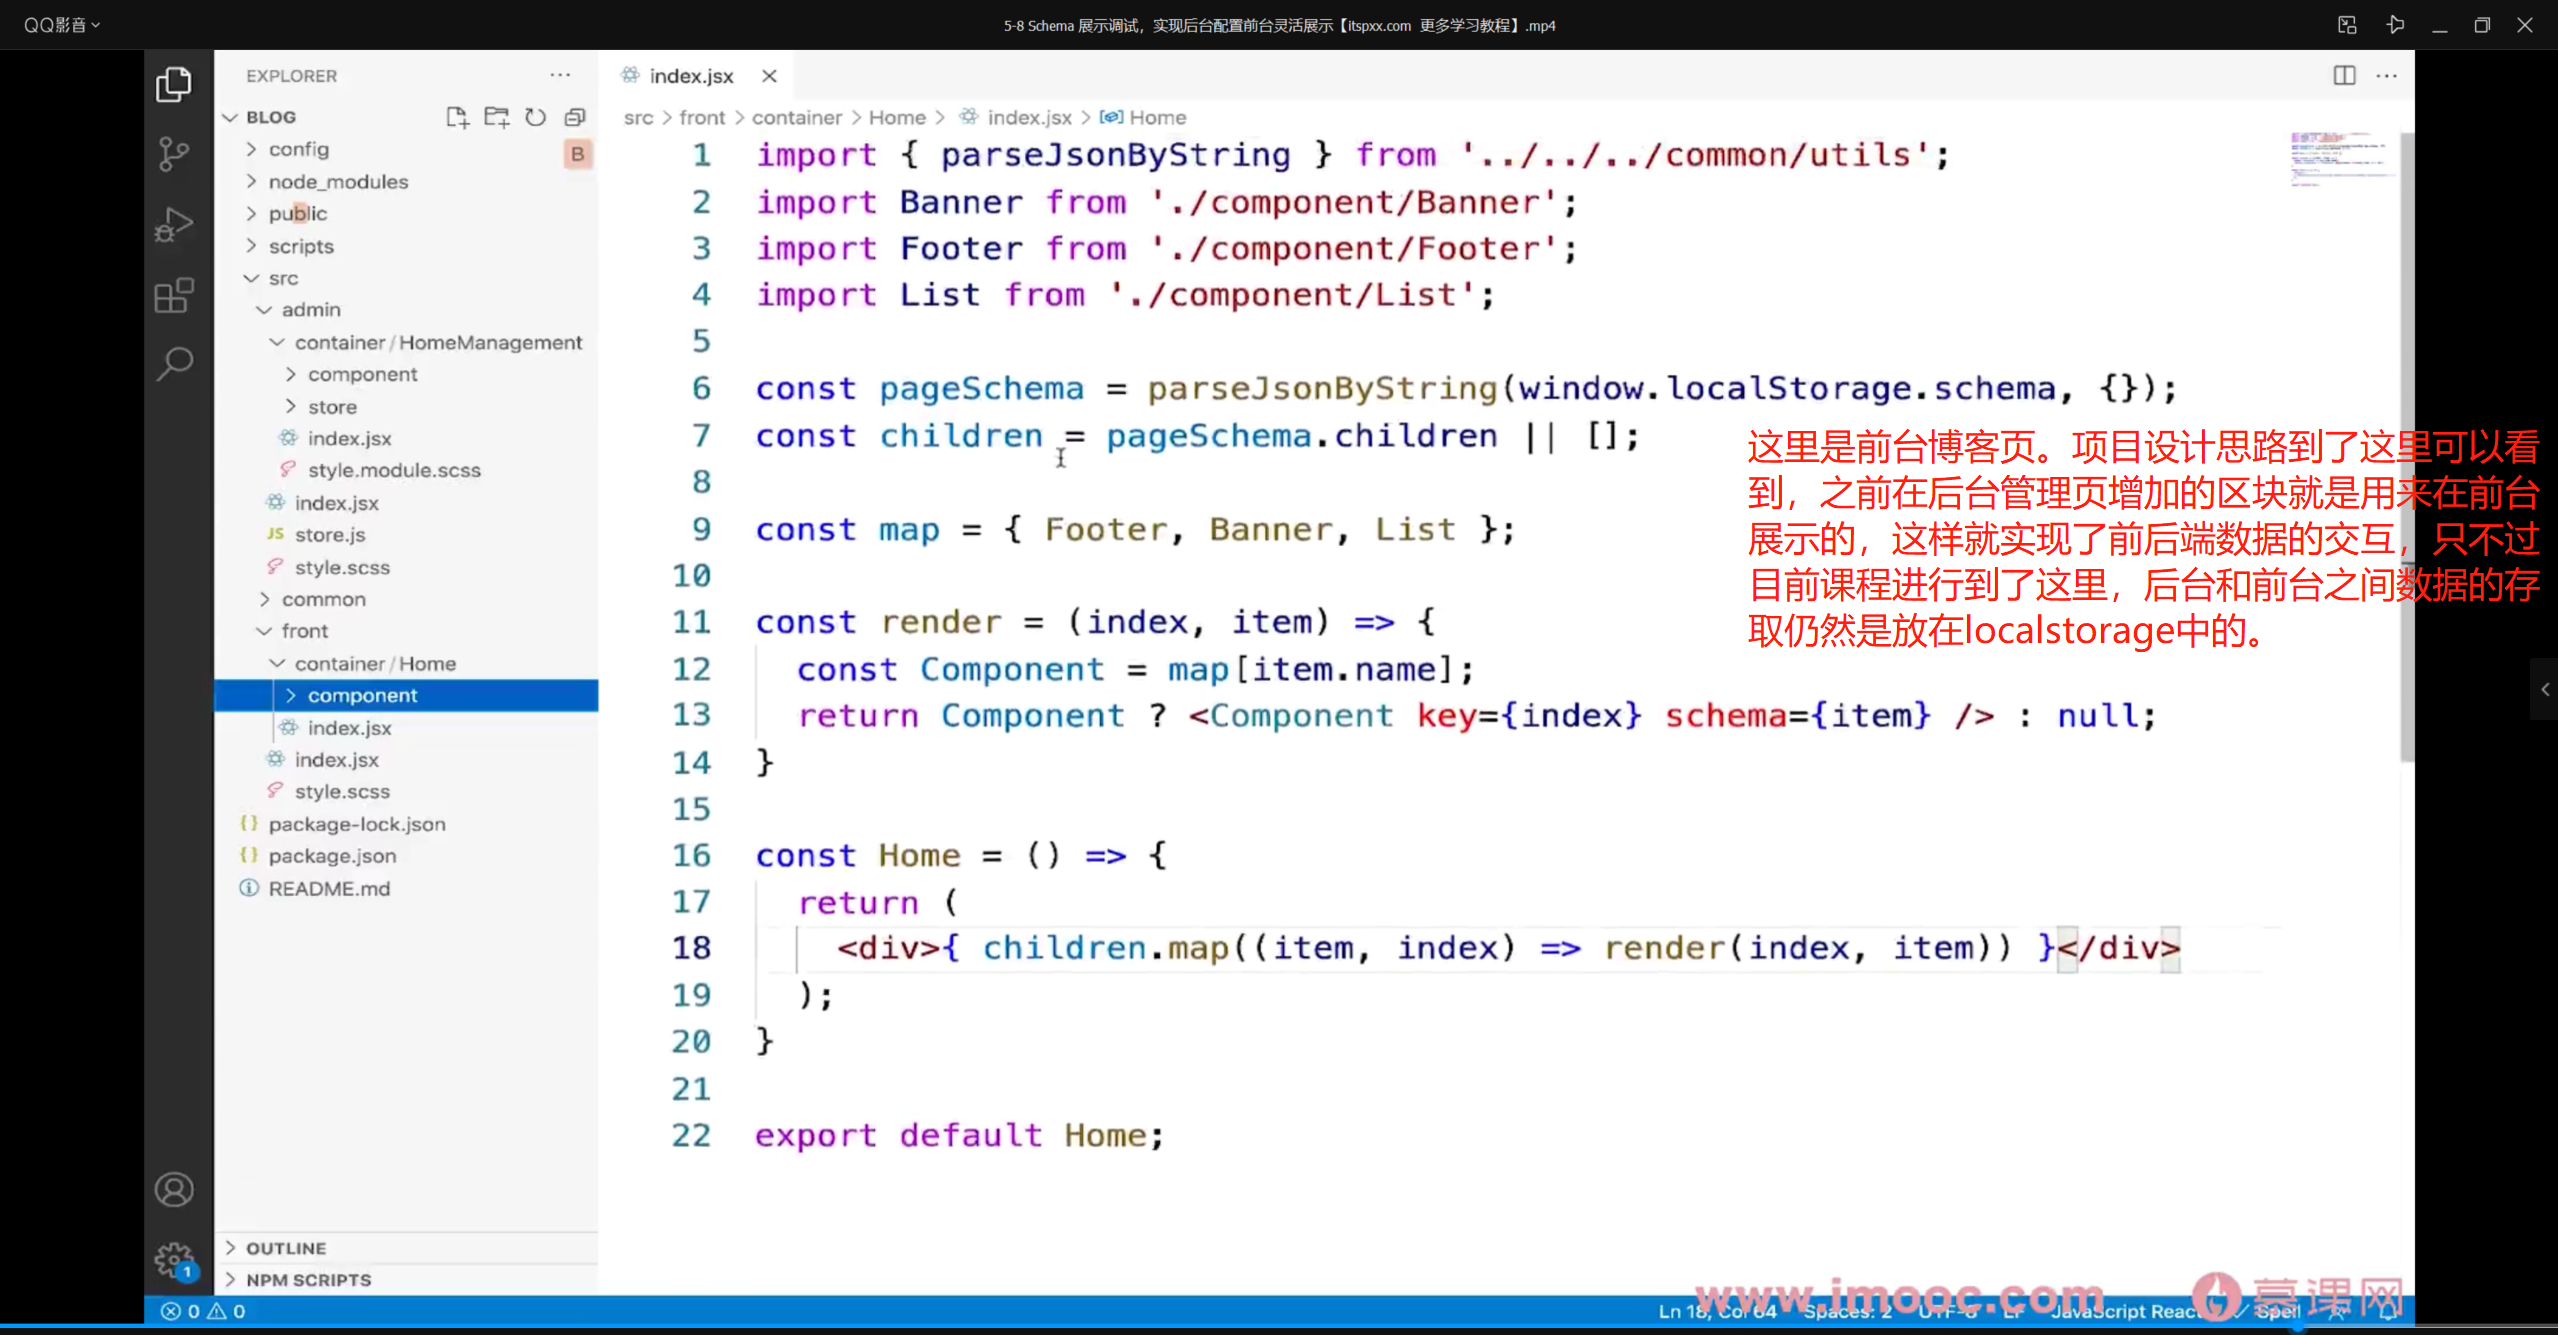 QQ影音
5-8 Schema 展示调试，实现后台配置前台灵活展示【itspxx.com 更多学习教程】.mp4
EXPLORER
BLOG
config
B
node_modules
public
scripts
src
admin
container / HomeManagement
component
store
index.jsx
style.module.scss
index.jsx
JS store.js
style.scss
common
front
container / Home
component
index.jsx
index.jsx
style.scss
{} package-lock.json
{} package.json
README.md
OUTLINE
NPM SCRIPTS
1
index.jsx
src > front > container > Home > index.jsx > Home
1 import { parseJsonByString } from '../../../common/utils';
2 import Banner from './component/Banner';
3 import Footer from './component/Footer';
4 import List from './component/List';
5
6 const pageSchema = parseJsonByString(window.localStorage.schema, {});
7 const children = pageSchema.children || [];
8
9 const map = { Footer, Banner, List };
10
11 const render = (index, item) => {
12 const Component = map[item.name];
13 return Component ? <Component key={index} schema={item} /> : null;
14 }
15
16 const Home = () => {
17 return (
18 <div>{ children.map((item, index) => render(index, item)) }</div>
19 );
20 }
21
22 export default Home;
这里是前台博客页。项目设计思路到了这里可以看
到，之前在后台管理页增加的区块就是用来在前台
展示的，这样就实现了前后端数据的交互，只不过
目前课程进行到了这里，后台和前台之间数据的存
取仍然是放在localstorage中的。
www.imooc.com 慕课网
0 0
Ln 18, Col 64 Spaces: 2 UTF-8 LF JavaScript React Spell